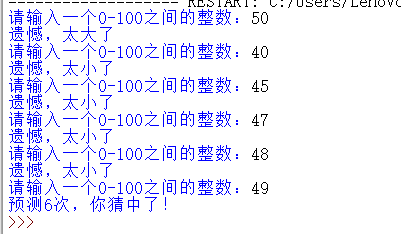 RESTART: C:/Users/Lenovo
请输入一个0-100之间的整数：50
遗憾，太大了
请输入一个0-100之间的整数：40
遗憾，太小了
请输入一个0-100之间的整数：45
遗憾，太小了
请输入一个0-100之间的整数：47
遗憾，太小了
请输入一个0-100之间的整数：48
遗憾，太小了
请输入一个0-100之间的整数：49
预测6次，你猜中了！
>>>